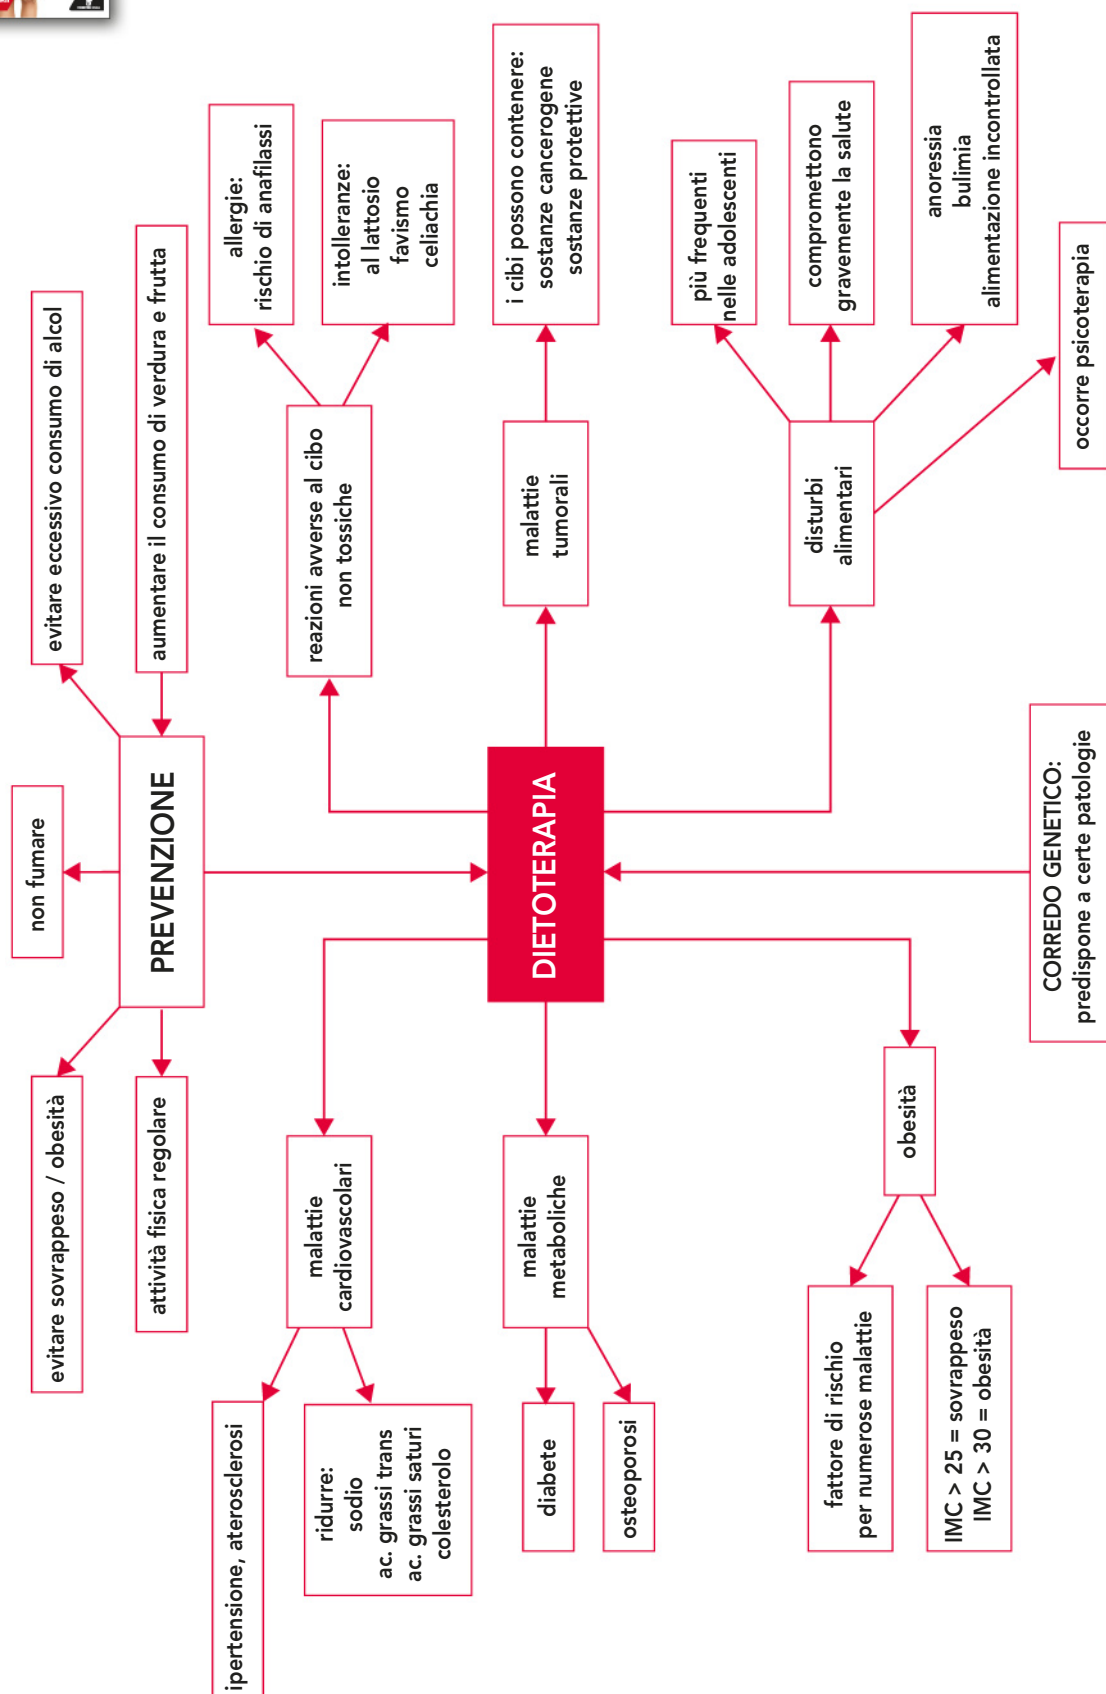 evitare sovrappeso / obesità
non fumare
evitare eccessivo consumo di alcol
attività fisica regolare
PREVENZIONE
aumentare il consumo di verdura e frutta
ipertensione, aterosclerosi
ridurre:
sodio
ac. grassi trans
ac. grassi saturi
colesterolo
malattie
cardiovascolari
reazioni avverse al cibo
non tossiche
allergie:
rischio di anafilassi
intolleranze:
al lattosio
favismo
celiachia
diabete
osteoporosi
malattie
metaboliche
DIETOTERAPIA
malattie
tumorali
i cibi possono contenere:
sostanze cancerogene
sostanze protettive
fattore di rischio
per numerose malattie
IMC > 25 = sovrappeso
IMC > 30 = obesità
obesità
disturbi
alimentari
più frequenti
nelle adolescenti
compromettono
gravemente la salute
anoressia
bulimia
alimentazione incontrollata
occorre psicoterapia
CORREDO GENETICO:
predispone a certe patologie